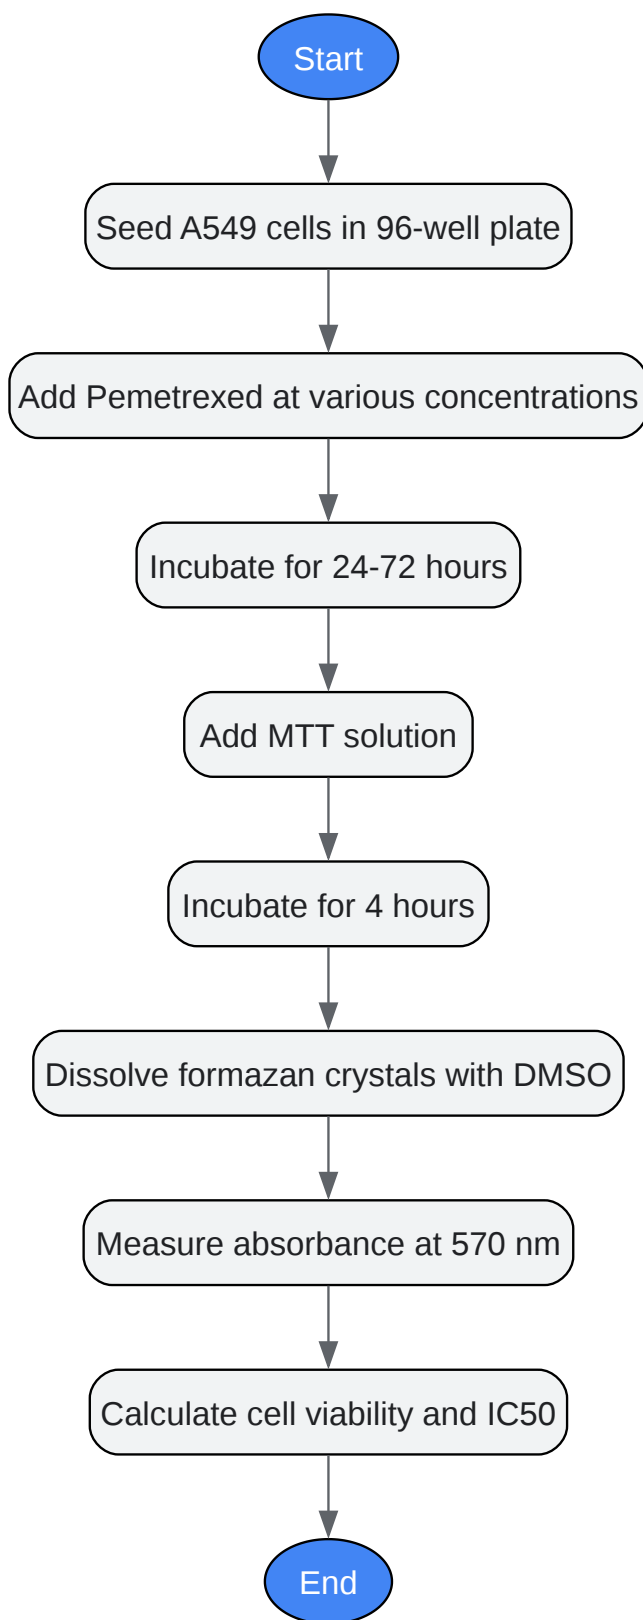 Start
Seed A549 cells in 96-well plate
Add Pemetrexed at various concentrations
Incubate for 24-72 hours
Add MTT solution
Incubate for 4 hours
Dissolve formazan crystals with DMSO
Measure absorbance at 570 nm
Calculate cell viability and IC50
End